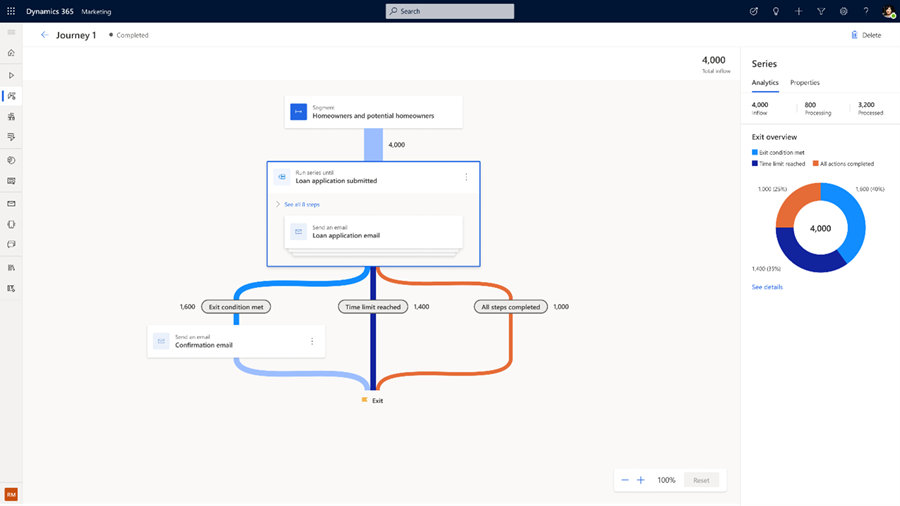 Dynamics 365 Marketing
Search
Journey 1 Completed
Delete
4,000
Total inflow
Segment
Homeowners and potential homeowners
4,000
Run series until
Loan application submitted
See all 8 steps
Send an email
Loan application email
1,600 Exit condition met
Time limit reached 1,400
All steps completed 1,000
Send an email
Confirmation email
Exit
100% Reset
RM
Series
Analytics Properties
4,000 800 3,200
Inflow Processing Processed
Exit overview
Exit condition met
Time limit reached All actions completed
1,000 (25%) 1,600 (40%)
4,000
1,400 (35%)
See details